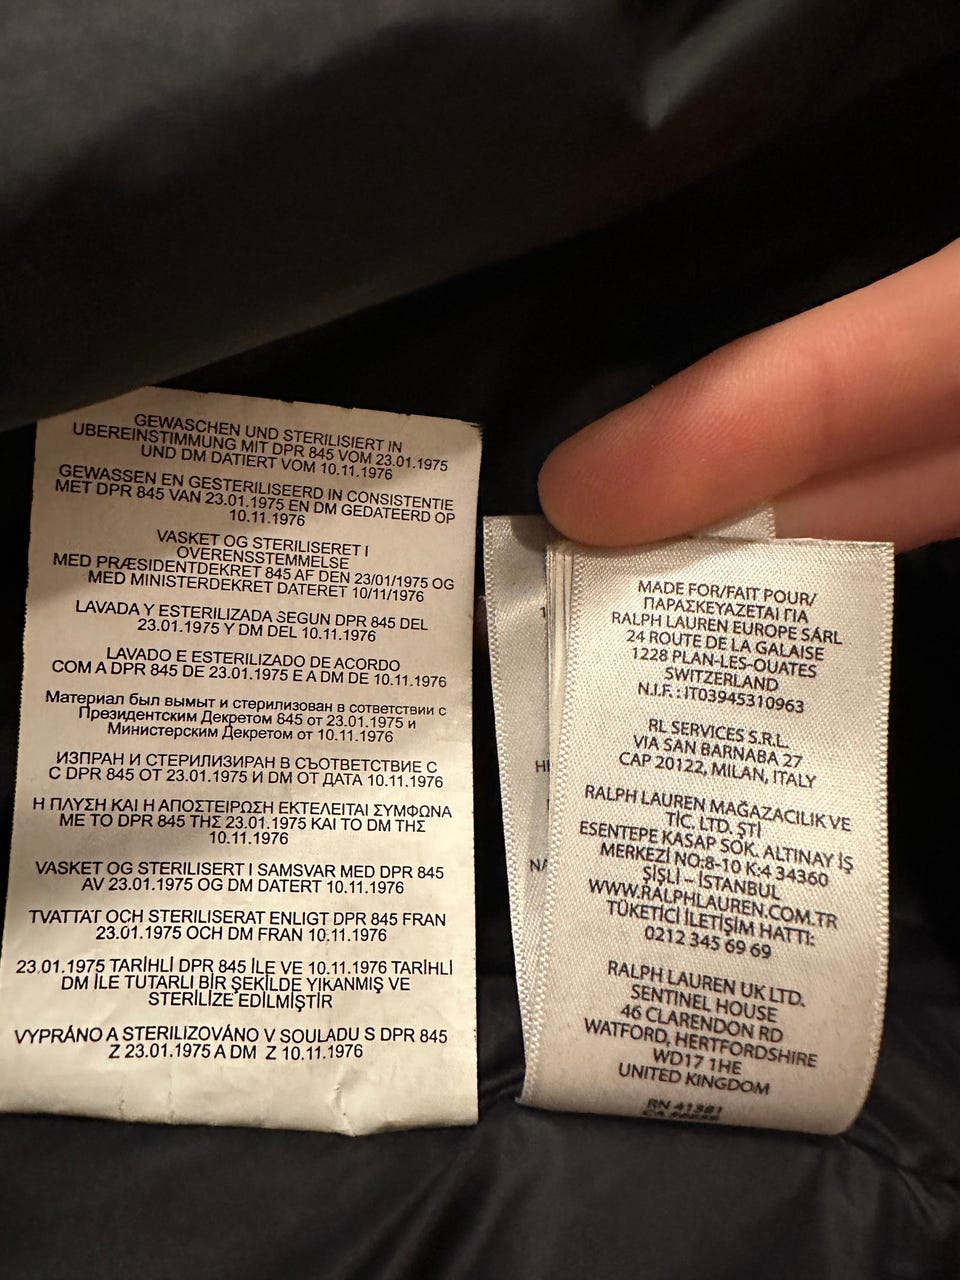 GEWASCHEN UND STERILISIERT IN
UBEREINSTIMMUNG MIT DPR 845 VOM 23.01.1975
UND DM DATIERT VOM 10.11.1976
GEWASSEN EN GESTERILISEERD IN CONSISTENTIE
MET DPR 845 VAN 23.01.1975 EN DM GEDATEERD OP
10.11.1976
VASKET OG STERILISERET I
OVERENSSTEMMELSE
MED PRÆSIDENTDEKRET 845 AF DEN 23/01/1975 OG
MED MINISTERDEKRET DATERET 10/11/1976
LAVADA Y ESTERILIZADA SEGUN DPR 845 DEL
23.01.1975 Y DM DEL 10.11.1976
LAVADO E ESTERILIZADO DE ACORDO
COM A DPR 845 DE 23.01.1975 E A DM DE 10.11.1976
Материал был вымыт и стерилизован в сответствии с
Президентским Декретом 845 от 23.01.1975 и
Министерским Декретом от 10.11.1976
ИЗПРАН И СТЕРИЛИЗИРАН В СЪОТВЕТСТВИЕ С
С DPR 845 ОТ 23.01.1975 И DM ОТ ДАТА 10.11.1976
Η ΠΛΥΣΗ ΚΑΙ Η ΑΠΟΣΤΕΙΡΩΣΗ ΕΚΤΕΛΕΙΤΑΙ ΣΥΜΦΩΝΑ
ΜΕ ΤΟ DPR 845 ΤΗΣ 23.01.1975 ΚΑΙ ΤΟ DM ΤΗΣ
10.11.1976
VASKET OG STERILISERT I SAMSVAR MED DPR 845
AV 23.01.1975 OG DM DATERT 10.11.1976
TVATTAT OCH STERILISERAT ENLIGT DPR 845 FRAN
23.01.1975 OCH DM FRAN 10.11.1976
23.01.1975 TARİHLİ DPR 845 İLE VE 10.11.1976 TARİHLİ
DM İLE TUTARLI BİR ŞEKİLDE YIKANMIŞ VE
STERİLİZE EDİLMİŞTİR
VYPRÁNO A STERILIZOVÁNO V SOULADU S DPR 845
Z 23.01.1975 A DM Z 10.11.1976
MADE FOR/FAIT POUR/
ΠΑΡΑΣΚΕΥΑΖΕΤΑΙ ΓΙΑ
RALPH LAUREN EUROPE SÁRL
24 ROUTE DE LA GALAISE
1228 PLAN-LES-OUATES
SWITZERLAND
N.I.F.: IT03945310963
RL SERVICES S.R.L.
VIA SAN BARNABA 27
CAP 20122, MILAN, ITALY
RALPH LAUREN MAĞAZACILIK VE
TİC. LTD. ŞTİ
ESENTEPE KASAP SOK. ALTINAY İŞ
MERKEZİ NO:8-10 K:4 34360
ŞİŞLİ – İSTANBUL
WWW.RALPHLAUREN.COM.TR
TÜKETİCİ İLETİŞİM HATTI:
0212 345 69 69
RALPH LAUREN UK LTD.
SENTINEL HOUSE
46 CLARENDON RD
WATFORD, HERTFORDSHIRE
WD17 1HE
UNITED KINGDOM
RN 41381
CA